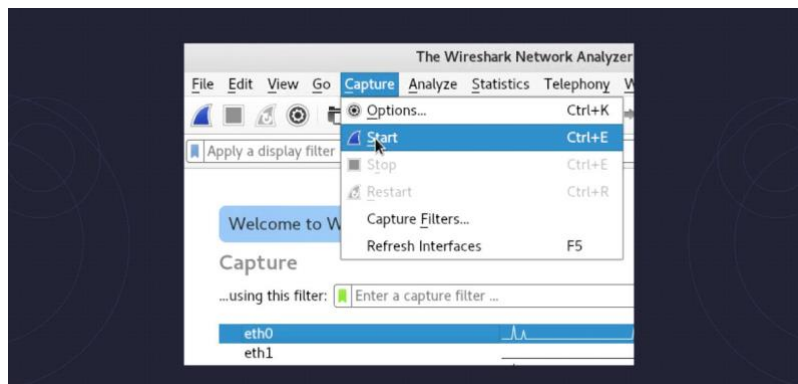 The Wireshark Network Analyzer
File Edit View Go Capture Analyze Statistics Telephony
Options... Ctrl+K
Start Ctrl+E
Apply a display filter
Stop Ctrl+E
Restart Ctrl+R
Welcome to
Capture Filters...
Refresh Interfaces F5
Capture
...using this filter: Enter a capture filter ...
eth0
eth1